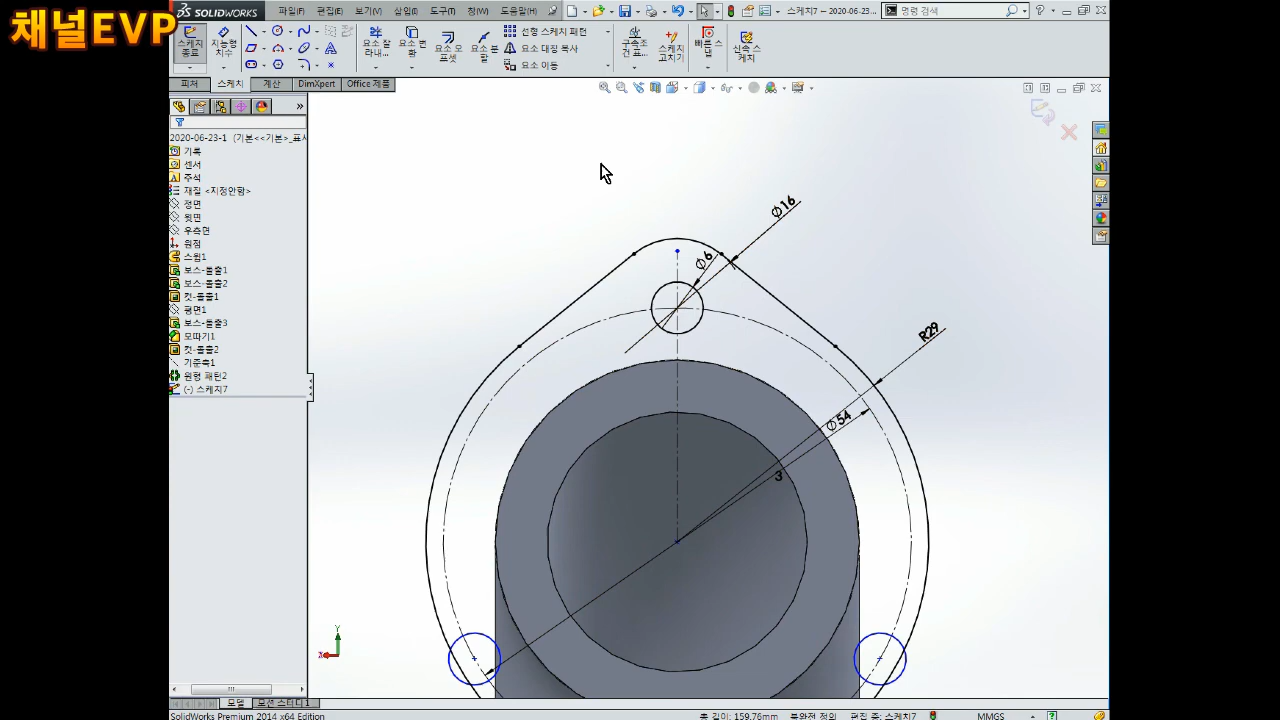 채널EVP
SOLIDWORKS
파일(F) 편집(E) 보기(V) 삽입(I) 도구(T) 창(W) 도움말(H)
스케치7 - 2020-06-23...
명령 검색
스케치 종료
지능형 치수
요소 잘라내...
요소 변환
요소 오프셋
요소 분할
선형 스케치 패턴
요소 대칭 복사
요소 이동
구속조건 표...
스케치 고치기
빠른 스냅
신속 스케치
피처 스케치 계산 DimXpert Office 제품
2020-06-23-1 (기본<<기본>_표시
기록
센서
주석
재질 <지정안함>
정면
윗면
우측면
원점
스윕1
보스-돌출1
보스-돌출2
컷-돌출1
평면1
보스-돌출3
모따기1
컷-돌출2
기준축1
원형 패턴2
(-) 스케치7
∅16
∅6
R29
∅54
3
Y
X
모델 모션 스터디 1
SolidWorks Premium 2014 x64 Edition
총 길이: 159.76mm 불완전 정의 편집 중: 스케치7 MMGS